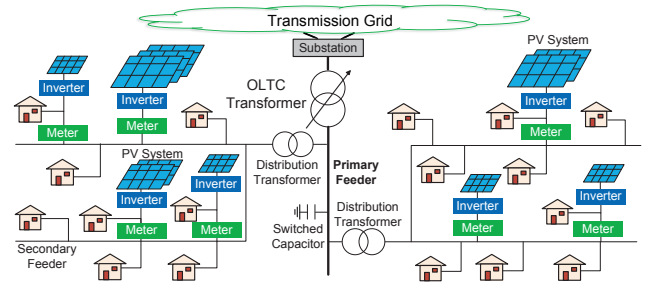 Transmission Grid
Substation
PV System
OLTC
Transformer
Inverter
Inverter
Inverter
Meter
Meter
Meter
PV System
Distribution
Transformer
Primary
Feeder
Inverter
Inverter
Inverter
Inverter
Meter
Meter
Meter
Meter
Switched
Capacitor
Distribution
Transformer
Secondary
Feeder